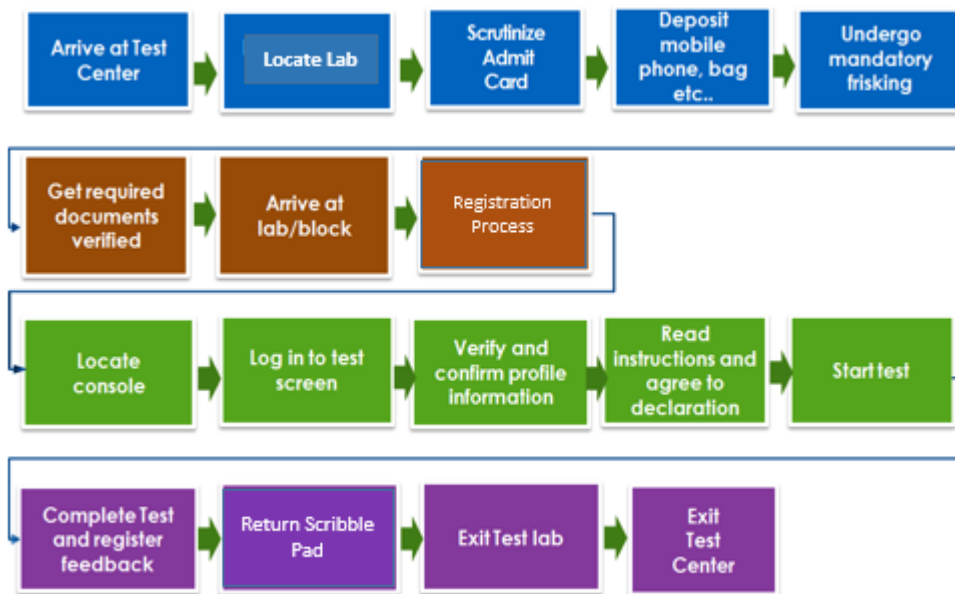 Arrive at Test
Center
Locate Lab
Scrutinize
Admit
Card
Deposit
mobile
phone, bag
etc..
Undergo
mandatory
frisking
Get required
documents
verified
Arrive at
lab/block
Registration
Process
Locate
console
Log in to test
screen
Verify and
confirm profile
information
Read
instructions and
agree to
declaration
Start test
Complete Test
and register
feedback
Return Scribble
Pad
Exit Test lab
Exit
Test
Center